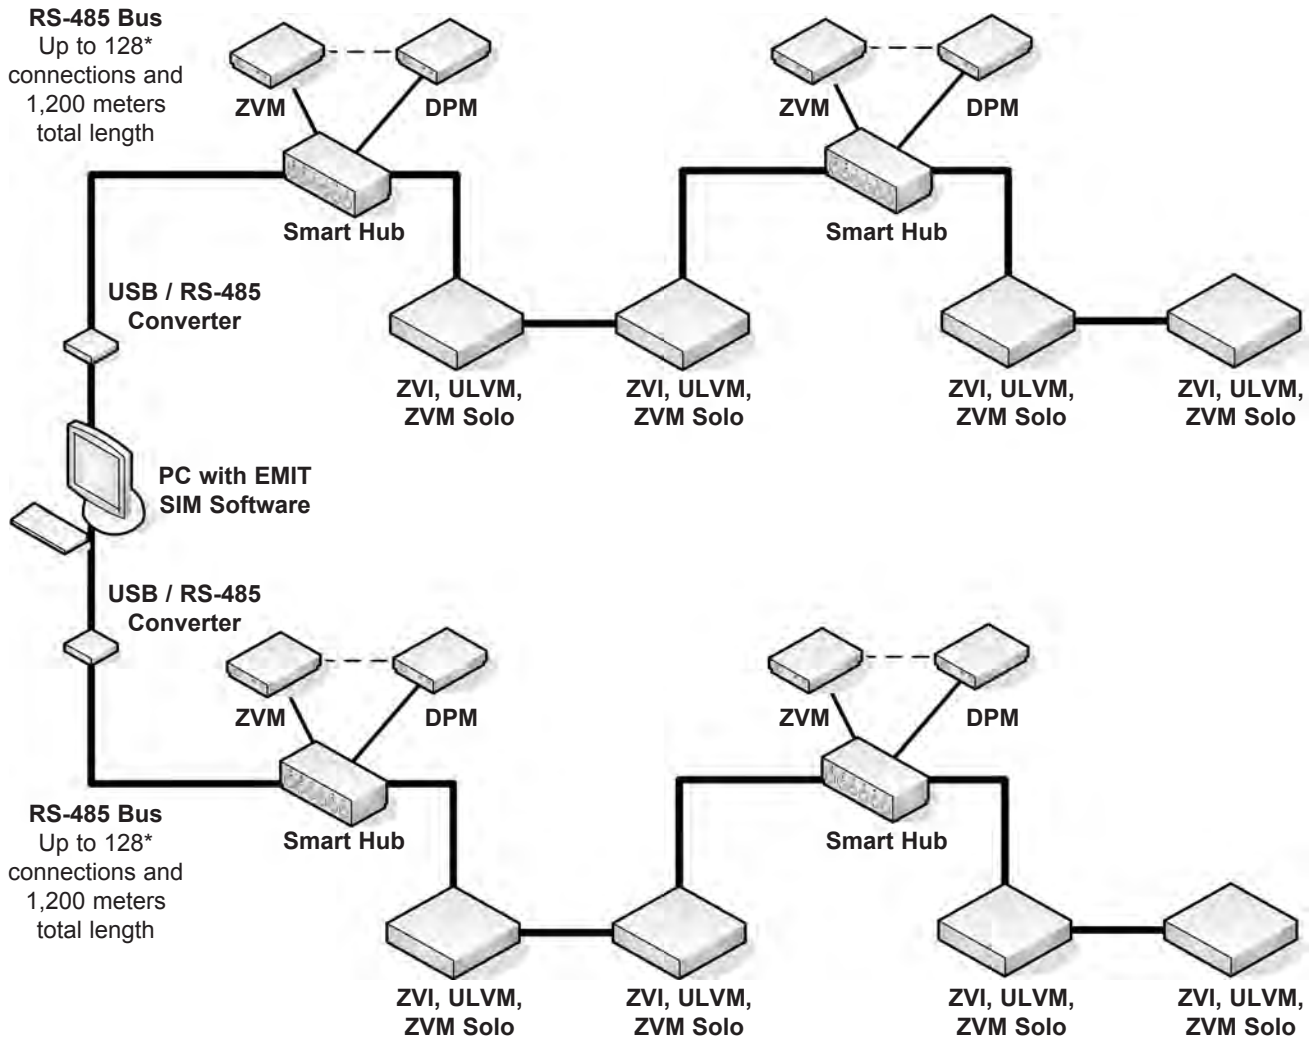 RS-485 Bus
Up to 128*
connections and
1,200 meters
total length
ZVM
DPM
Smart Hub
ZVM
DPM
Smart Hub
USB / RS-485
Converter
ZVI, ULVM,
ZVM Solo
ZVI, ULVM,
ZVM Solo
ZVI, ULVM,
ZVM Solo
ZVI, ULVM,
ZVM Solo
PC with EMIT
SIM Software
USB / RS-485
Converter
ZVM
DPM
Smart Hub
ZVM
DPM
Smart Hub
RS-485 Bus
Up to 128*
connections and
1,200 meters
total length
ZVI, ULVM,
ZVM Solo
ZVI, ULVM,
ZVM Solo
ZVI, ULVM,
ZVM Solo
ZVI, ULVM,
ZVM Solo